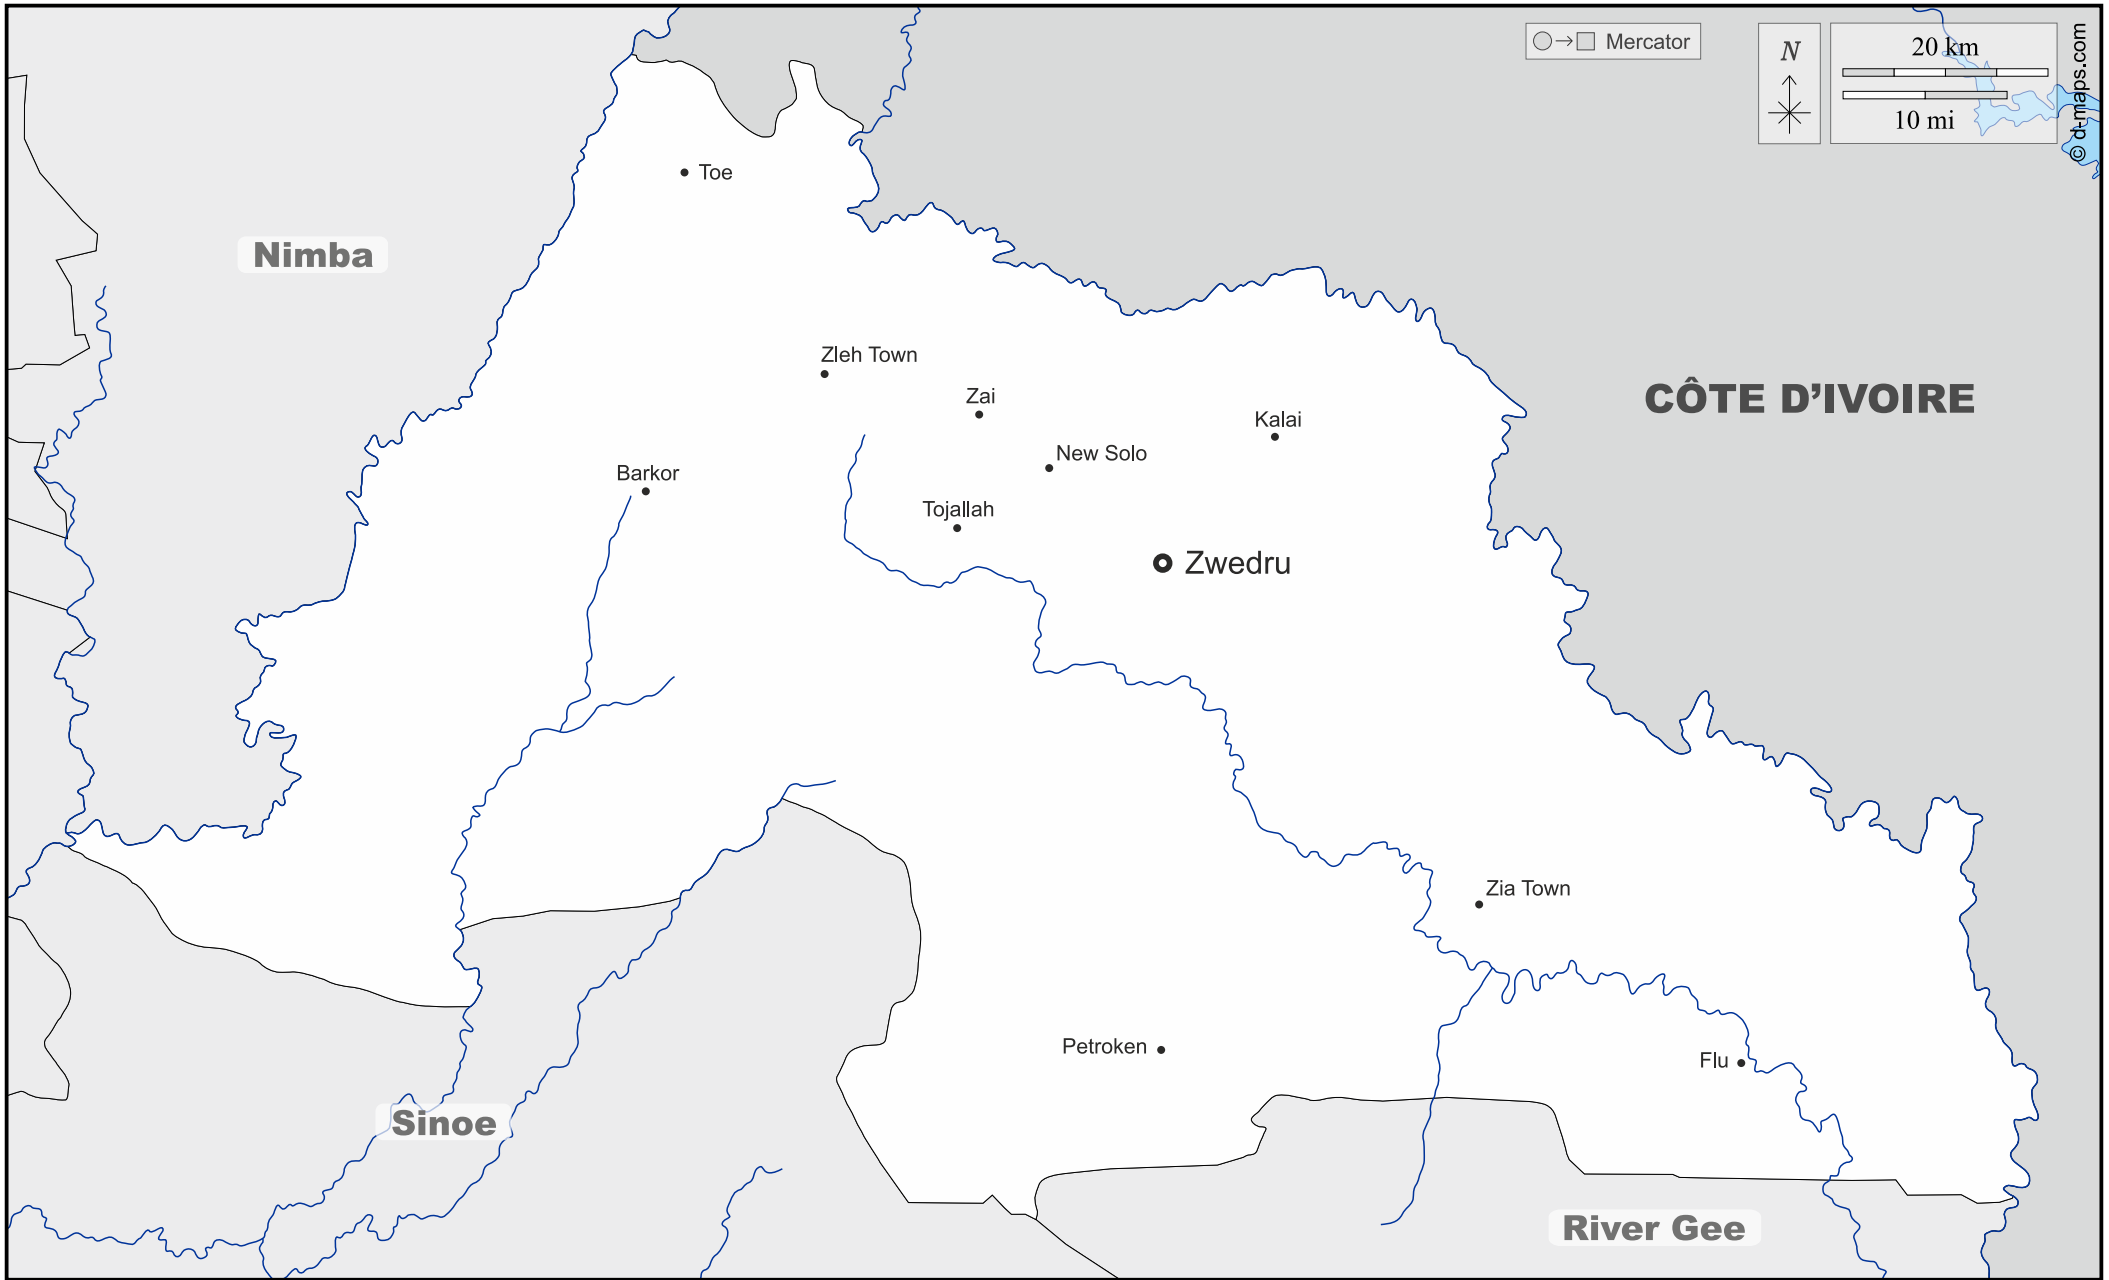 Mercator
N
20 km
10 mi
© d-maps.com
Toe
Nimba
Zleh Town
Zai
CÔTE D’IVOIRE
Kalai
New Solo
Barkor
Tojallah
Zwedru
Zia Town
Petroken
Flu
Sinoe
River Gee